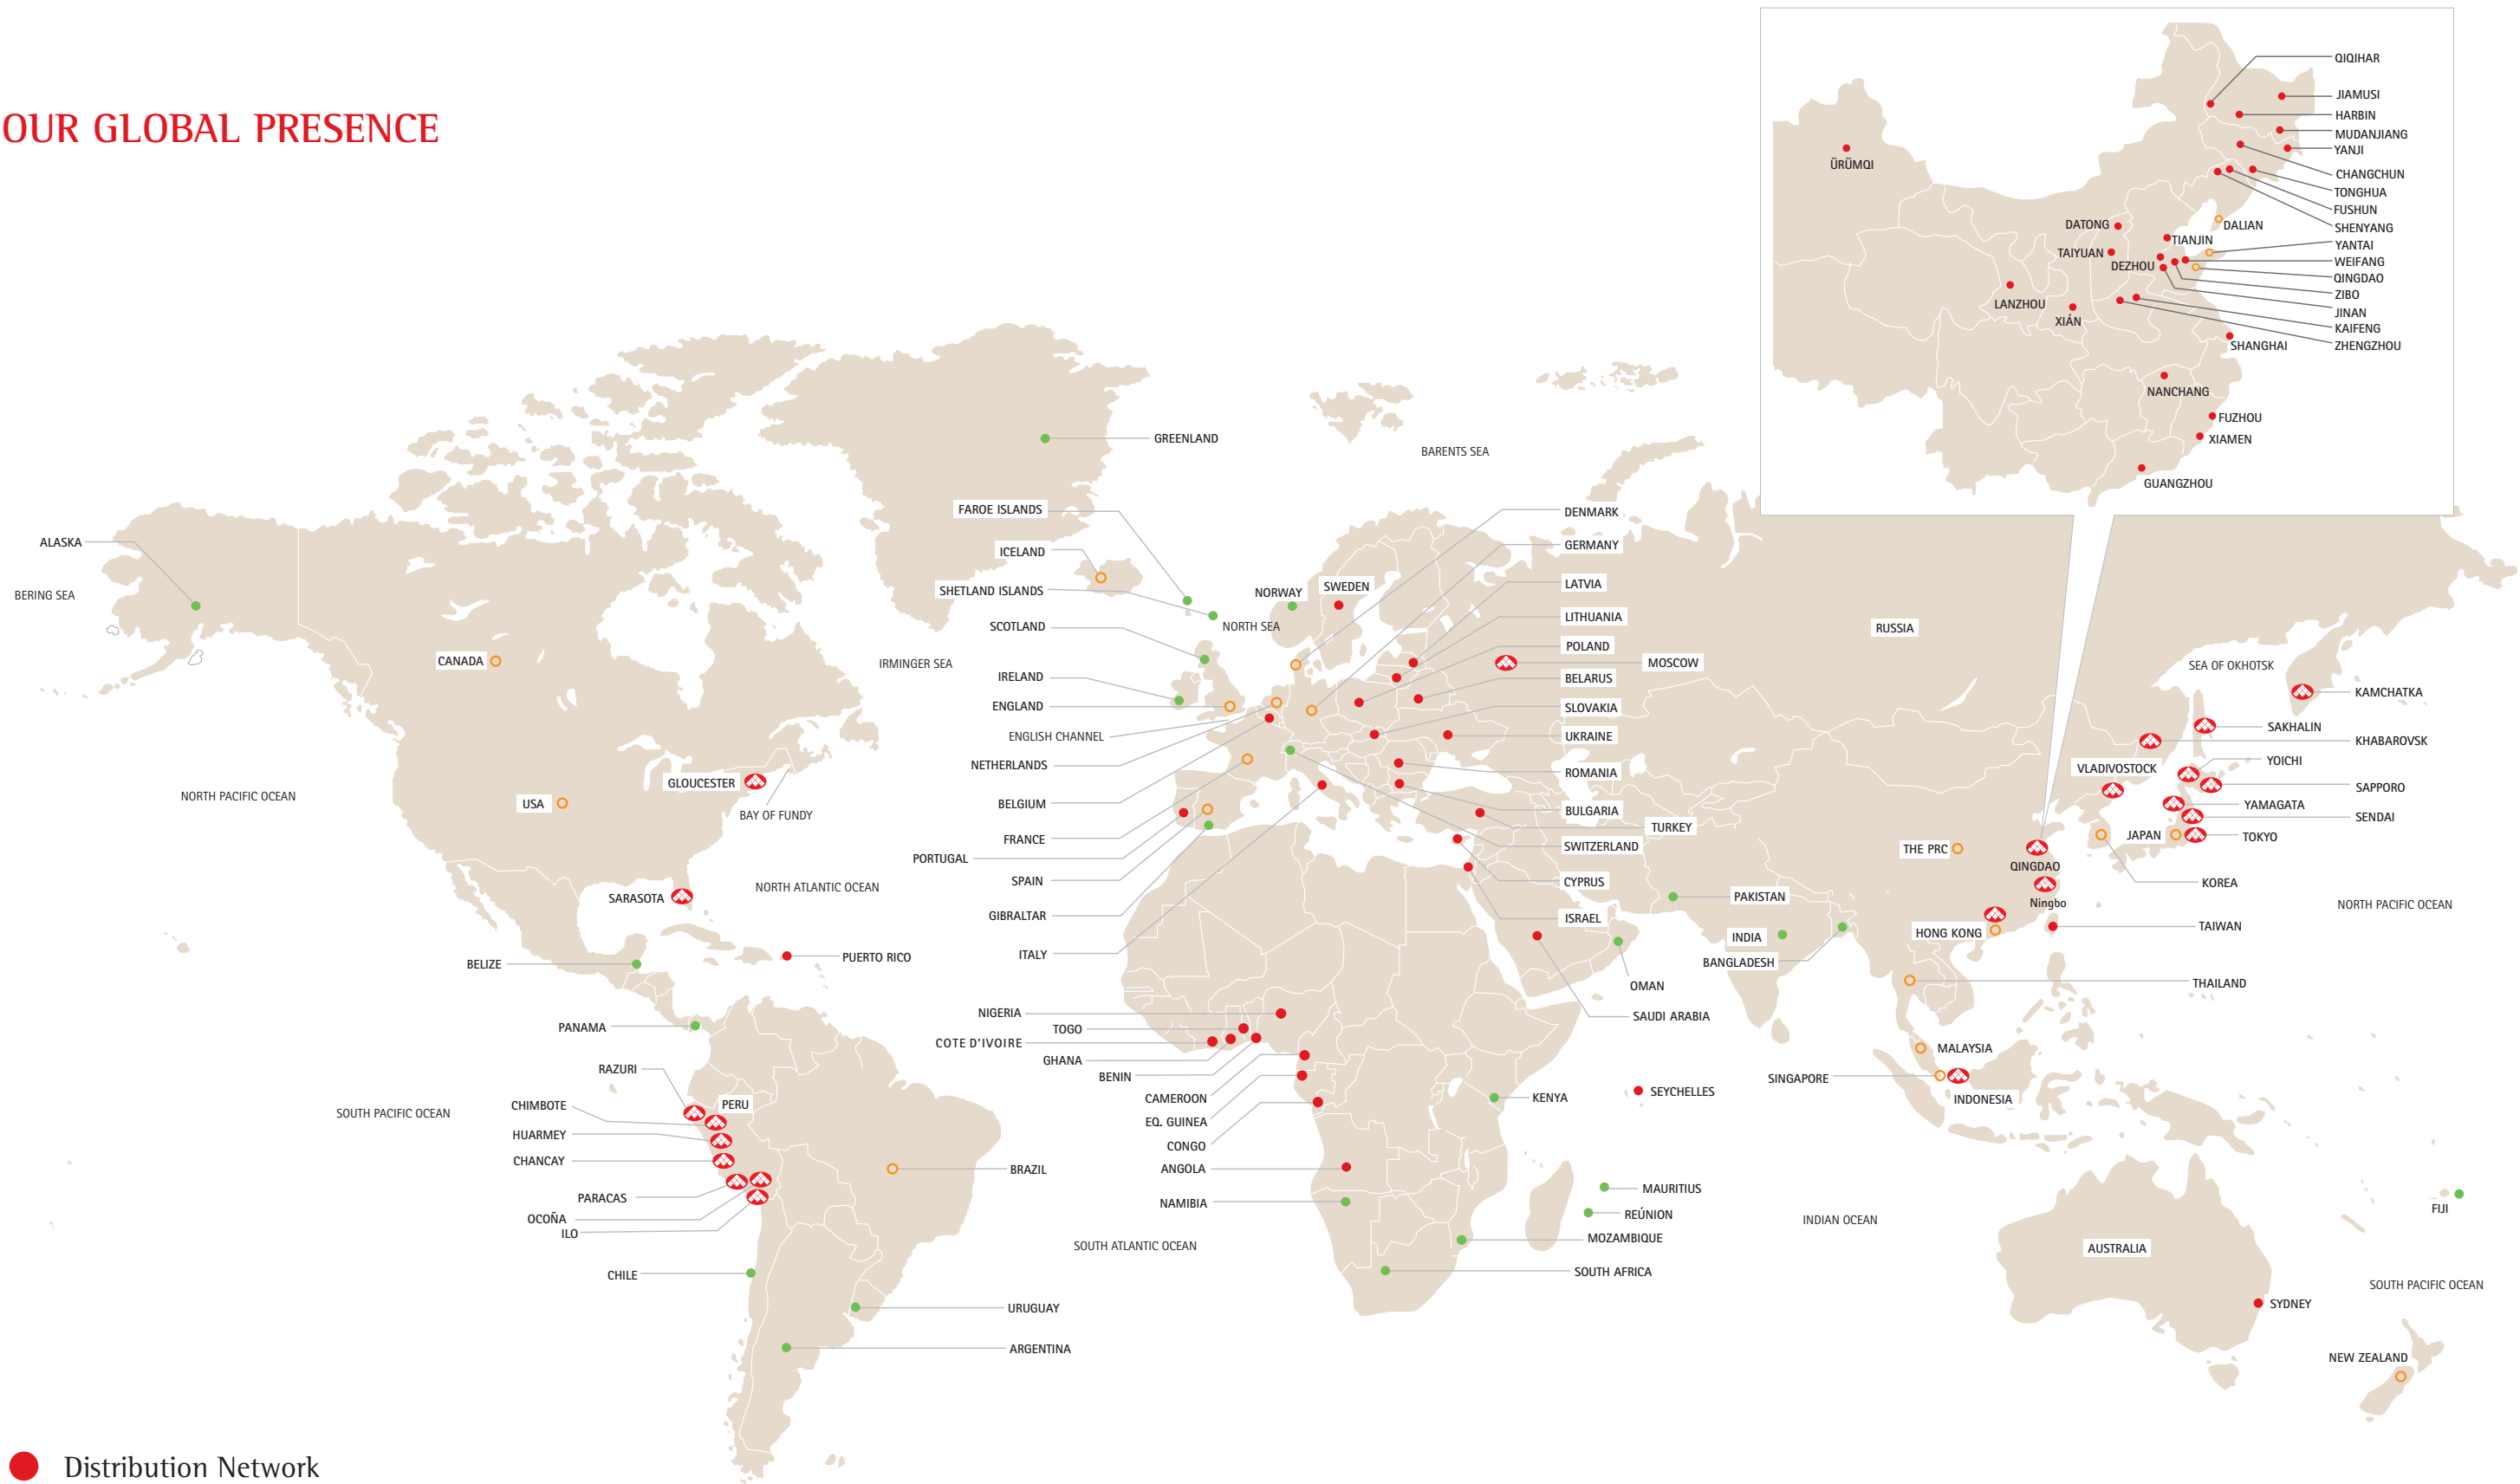 OUR GLOBAL PRESENCE
QIQIHAR
JIAMUSI
HARBIN
MUDANJIANG
YANJI
CHANGCHUN
TONGHUA
FUSHUN
SHENYANG
YANTAI
WEIFANG
QINGDAO
ZIBO
JINAN
KAIFENG
ZHENGZHOU
ÜRÜMQI
DATONG
DALIAN
TIANJIN
TAIYUAN
DEZHOU
LANZHOU
XIÁN
SHANGHAI
NANCHANG
FUZHOU
XIAMEN
GUANGZHOU
GREENLAND
BARENTS SEA
FAROE ISLANDS
ICELAND
SHETLAND ISLANDS
SCOTLAND
IRMINGER SEA
IRELAND
ENGLAND
ENGLISH CHANNEL
NETHERLANDS
BELGIUM
FRANCE
PORTUGAL
SPAIN
GIBRALTAR
ITALY
NORWAY
SWEDEN
NORTH SEA
DENMARK
GERMANY
LATVIA
LITHUANIA
POLAND
MOSCOW
BELARUS
SLOVAKIA
UKRAINE
ROMANIA
BULGARIA
TURKEY
SWITZERLAND
CYPRUS
ISRAEL
ALASKA
BERING SEA
CANADA
GLOUCESTER
USA
BAY OF FUNDY
NORTH PACIFIC OCEAN
NORTH ATLANTIC OCEAN
SARASOTA
PUERTO RICO
BELIZE
PANAMA
RAZURI
CHIMBOTE
PERU
HUARMEY
CHANCAY
PARACAS
OCOÑA
ILO
SOUTH PACIFIC OCEAN
BRAZIL
CHILE
URUGUAY
ARGENTINA
NIGERIA
TOGO
COTE D'IVOIRE
GHANA
BENIN
CAMEROON
EQ. GUINEA
CONGO
ANGOLA
NAMIBIA
SOUTH ATLANTIC OCEAN
KENYA
SEYCHELLES
MAURITIUS
REÚNION
MOZAMBIQUE
SOUTH AFRICA
INDIAN OCEAN
PAKISTAN
INDIA
BANGLADESH
OMAN
SAUDI ARABIA
RUSSIA
SEA OF OKHOTSK
KAMCHATKA
SAKHALIN
KHABAROVSK
YOICHI
VLADIVOSTOCK
SAPPORO
YAMAGATA
SENDAI
JAPAN
TOKYO
THE PRC
QINGDAO
KOREA
Ningbo
NORTH PACIFIC OCEAN
HONG KONG
TAIWAN
THAILAND
MALAYSIA
SINGAPORE
INDONESIA
FIJI
AUSTRALIA
SOUTH PACIFIC OCEAN
SYDNEY
NEW ZEALAND
Distribution Network